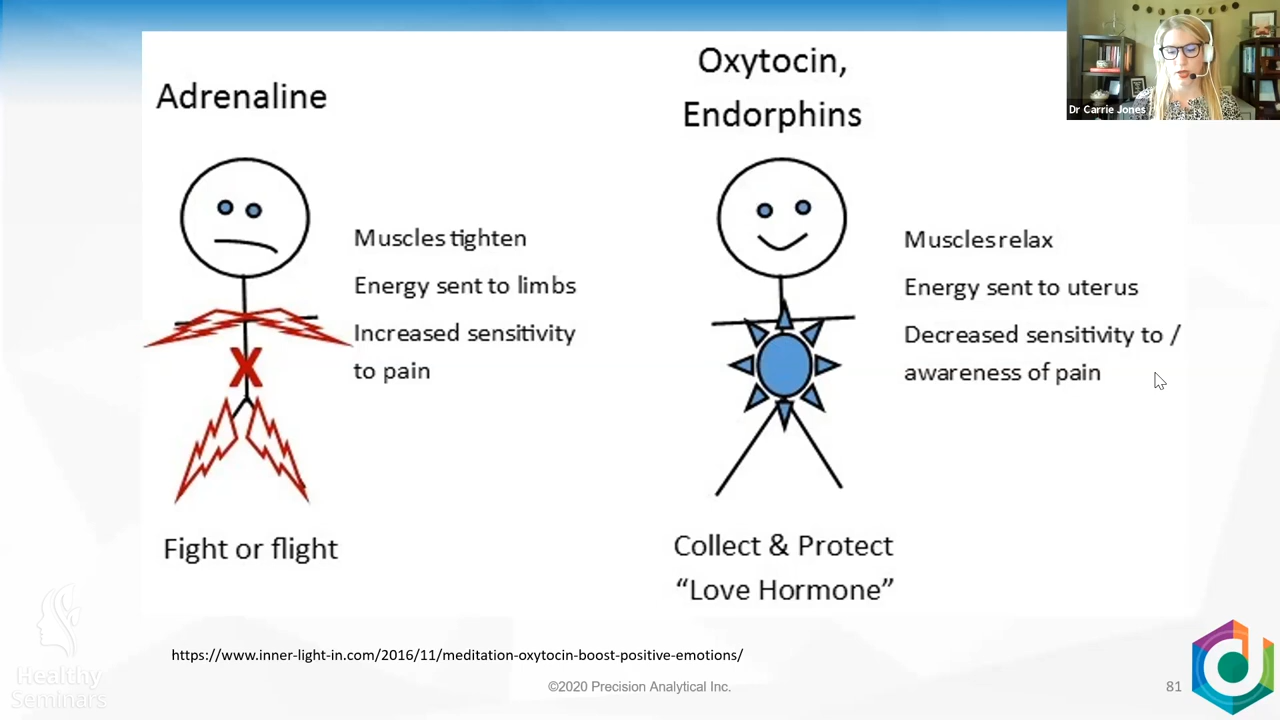 Dr Carrie Jones
Adrenaline
Muscles tighten
Energy sent to limbs
Increased sensitivity
to pain
X
Fight or flight
Oxytocin,
Endorphins
Muscles relax
Energy sent to uterus
Decreased sensitivity to /
awareness of pain
Collect & Protect
“Love Hormone”
https://www.inner-light-in.com/2016/11/meditation-oxytocin-boost-positive-emotions/
Healthy
Seminars
©2020 Precision Analytical Inc.
81